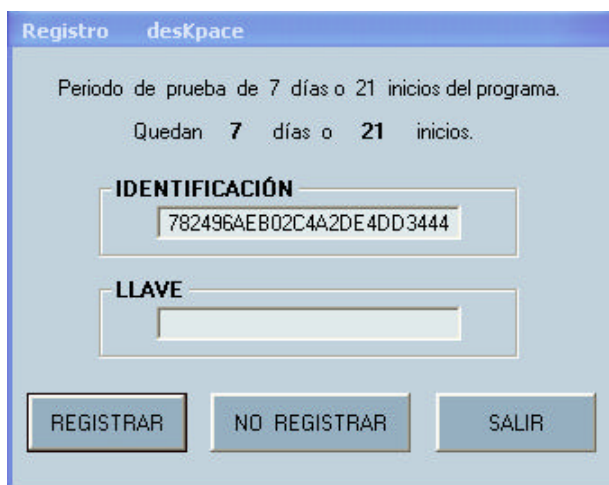 Registro desKpace
Periodo de prueba de 7 días o 21 inicios del programa.
Quedan 7 días o 21 inicios.
IDENTIFICACIÓN
782496AEB02C4A2DE4DD3444
LLAVE
REGISTRAR NO REGISTRAR SALIR